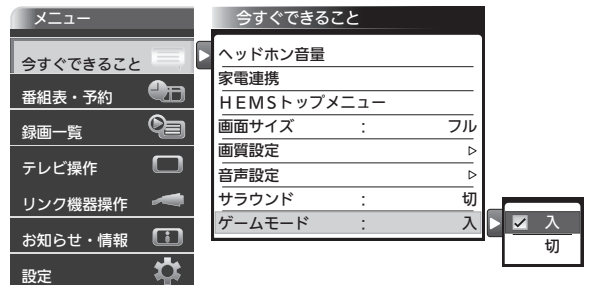 メニュー
今すぐできること
番組表・予約
録画一覧
テレビ操作
リンク機器操作
お知らせ・情報
設定
今すぐできること
ヘッドホン音量
家電連携
HEMSトップメニュー
画面サイズ : フル
画質設定
音声設定
サラウンド : 切
ゲームモード : 入
入
切